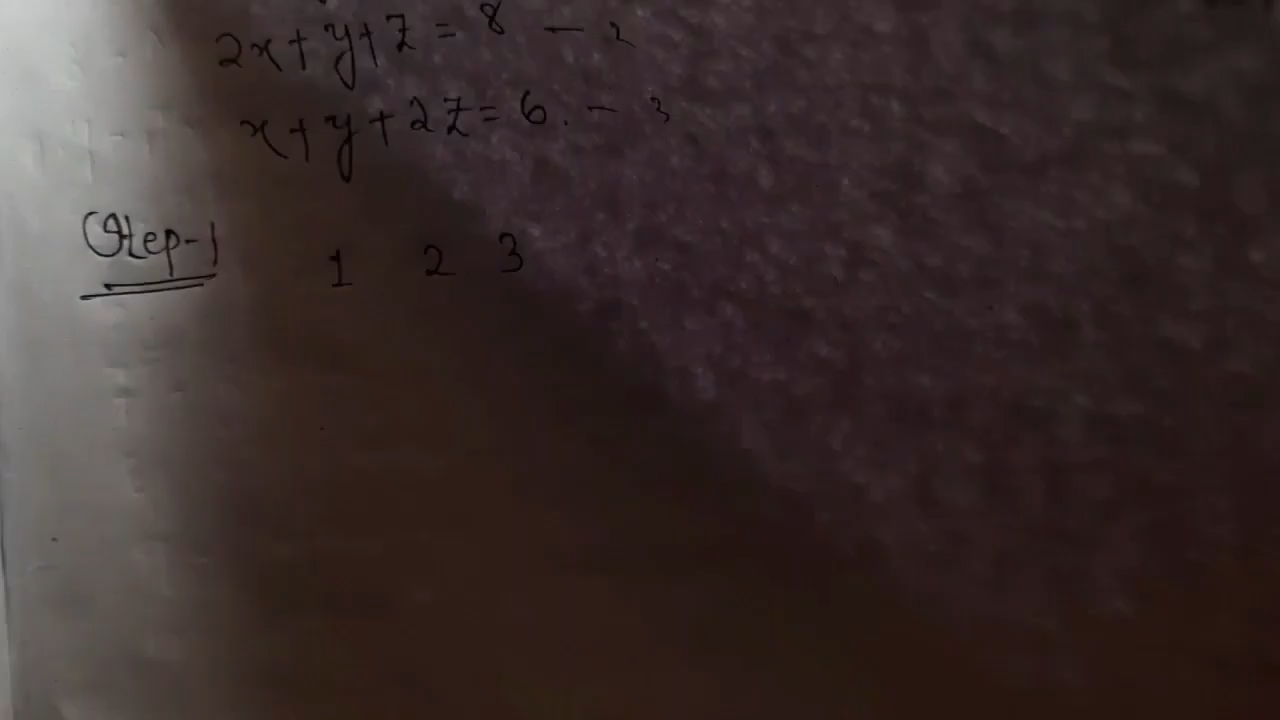 2x+y+z=8 - 2
x+y+2z=6. - 3
Step-1 1 2 3